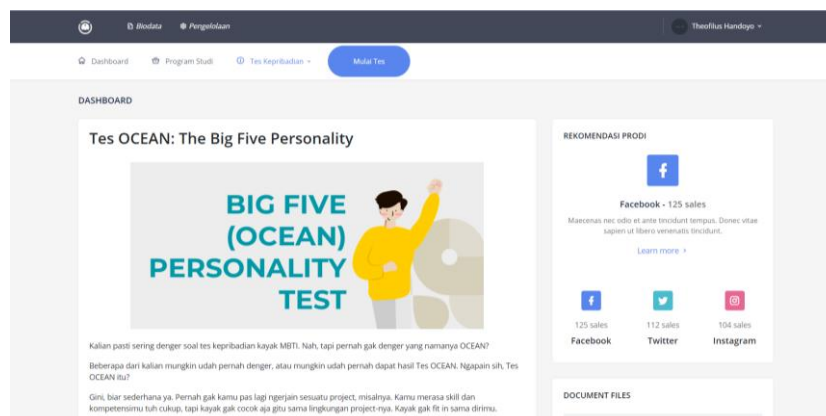 Biodata Pengelolaan Theofilus Handoyo
Dashboard Program Studi Tes Kepribadian Mulai Tes
DASHBOARD
Tes OCEAN: The Big Five Personality
BIG FIVE
(OCEAN)
PERSONALITY
TEST
Kalian pasti sering denger soal tes kepribadian kayak MBTI. Nah, tapi pernah gak denger yang namanya OCEAN?
Beberapa dari kalian mungkin udah pernah denger, atau mungkin udah pernah dapat hasil Tes OCEAN. Ngapain sih, Tes
OCEAN itu?
Gini, biar sederhana ya. Pernah gak kamu pas lagi ngerjain sesuatu project, misalnya. Kamu merasa skill dan
kompetensimu tuh cukup, tapi kayak gak cocok aja gitu sama lingkungan project-nya. Kayak gak fit in sama dirimu.
REKOMENDASI PRODI
Facebook - 125 sales
Maecenas nec odio et ante tincidunt tempus. Donec vitae
sapien ut libero venenatis tincidunt.
Learn more
125 sales 112 sales 104 sales
Facebook Twitter Instagram
DOCUMENT FILES